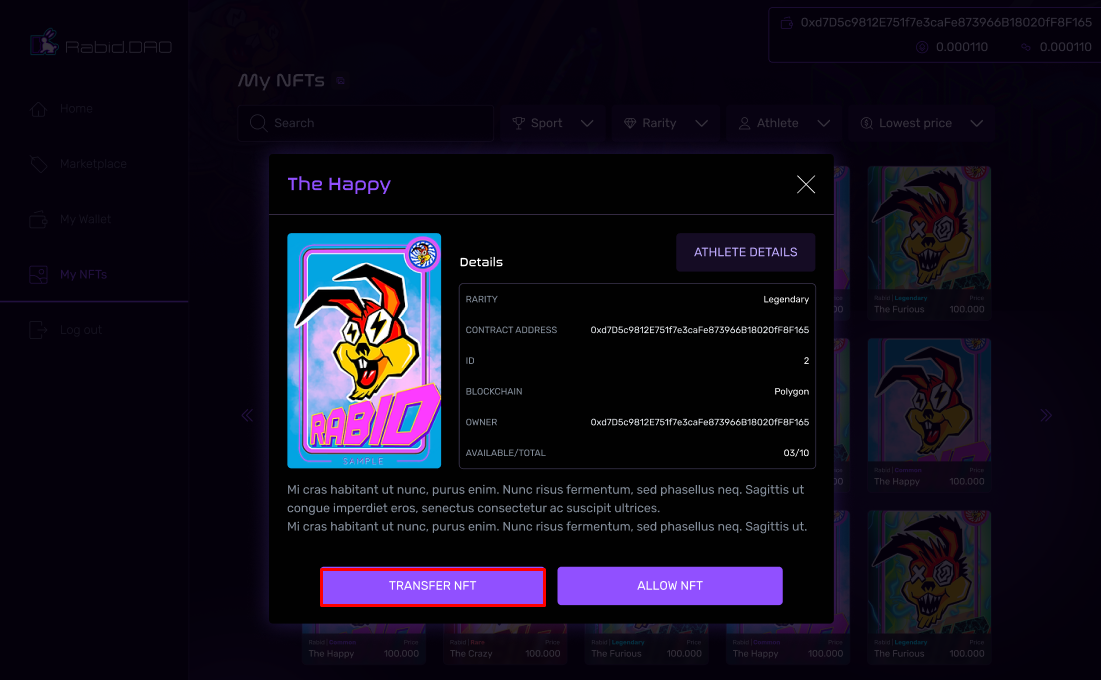 Rabid.DAO
0xd7D5c9812E751f7e3caFe873966B18020fF8F165
0.000110 0.000110
My NFTs
Search Sport Rarity Athlete Lowest price
Home
Marketplace
My Wallet
My NFTs
Log out
The Happy
ATHLETE DETAILS
Details
RARITY Legendary
CONTRACT ADDRESS 0xd7D5c9812E751f7e3caFe873966B18020fF8F165
ID 2
BLOCKCHAIN Polygon
OWNER 0xd7D5c9812E751f7e3caFe873966B18020fF8F165
AVAILABLE/TOTAL 03/10
RABID
SAMPLE
Mi cras habitant ut nunc, purus enim. Nunc risus fermentum, sed phasellus neq. Sagittis ut
congue imperdiet eros, senectus consectetur ac suscipit ultrices.
Mi cras habitant ut nunc, purus enim. Nunc risus fermentum, sed phasellus neq. Sagittis ut.
TRANSFER NFT ALLOW NFT
Rabid | Legendary Price
The Furious 100.000
Rabid | Common Price
The Happy 100.000
Rabid | Common Price
The Happy 100.000
Rabid | Rare Price
The Crazy 100.000
Rabid | Legendary Price
The Furious 100.000
Rabid | Common Price
The Happy 100.000
Rabid | Legendary Price
The Furious 100.000